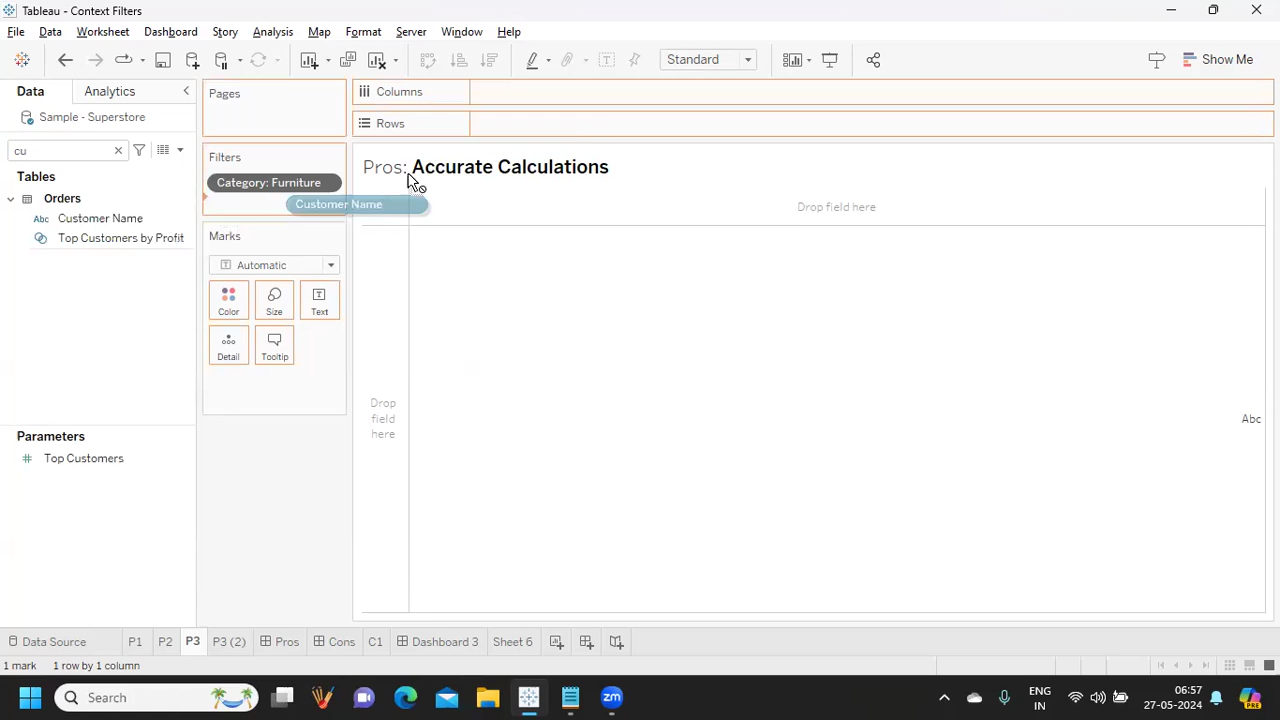 Tableau - Context Filters
File Data Worksheet Dashboard Story Analysis Map Format Server Window Help
Standard
Show Me
Data Analytics
Sample - Superstore
cu
Tables
Orders
Abc Customer Name
Top Customers by Profit
Parameters
# Top Customers
Pages
Filters
Category: Furniture
Customer Name
Marks
T Automatic
Color Size Text
Detail Tooltip
Columns
Rows
Pros: Accurate Calculations
Drop field here
Drop
field
here
Abc
Data Source P1 P2 P3 P3 (2) Pros Cons C1 Dashboard 3 Sheet 6
1 mark 1 row by 1 column
Search
zm
ENG
IN
06:57
27-05-2024
PRE